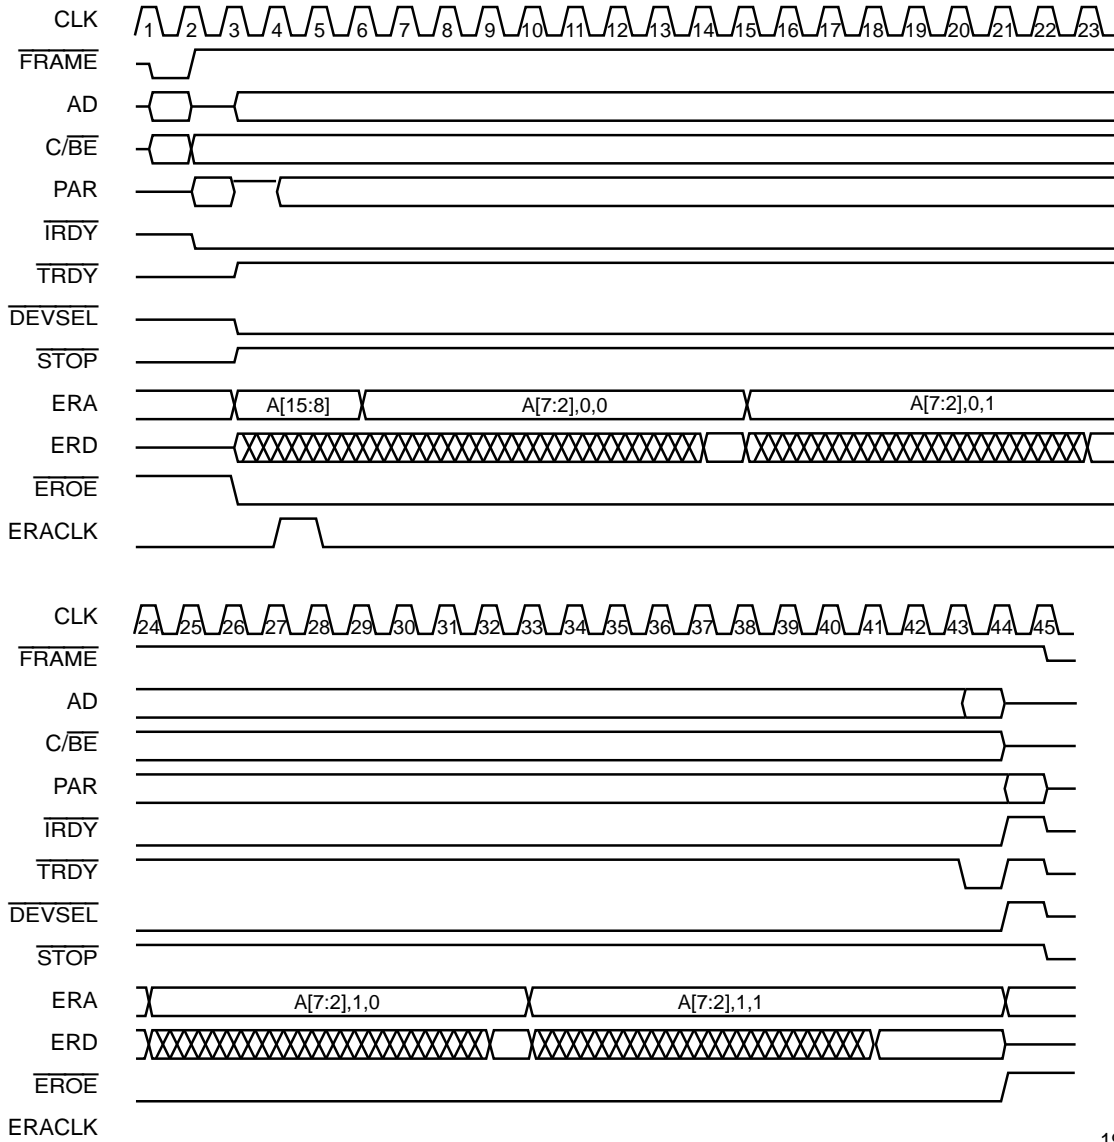 CLK 1 2 3 4 5 6 7 8 9 10 11 12 13 14 15 16 17 18 19 20 21 22 23
FRAME
AD
C/BE
PAR
IRDY
TRDY
DEVSEL
STOP
ERA A[15:8] A[7:2],0,0 A[7:2],0,1
ERD
EROE
ERACLK
CLK 24 25 26 27 28 29 30 31 32 33 34 35 36 37 38 39 40 41 42 43 44 45
FRAME
AD
C/BE
PAR
IRDY
TRDY
DEVSEL
STOP
ERA A[7:2],1,0 A[7:2],1,1
ERD
EROE
ERACLK